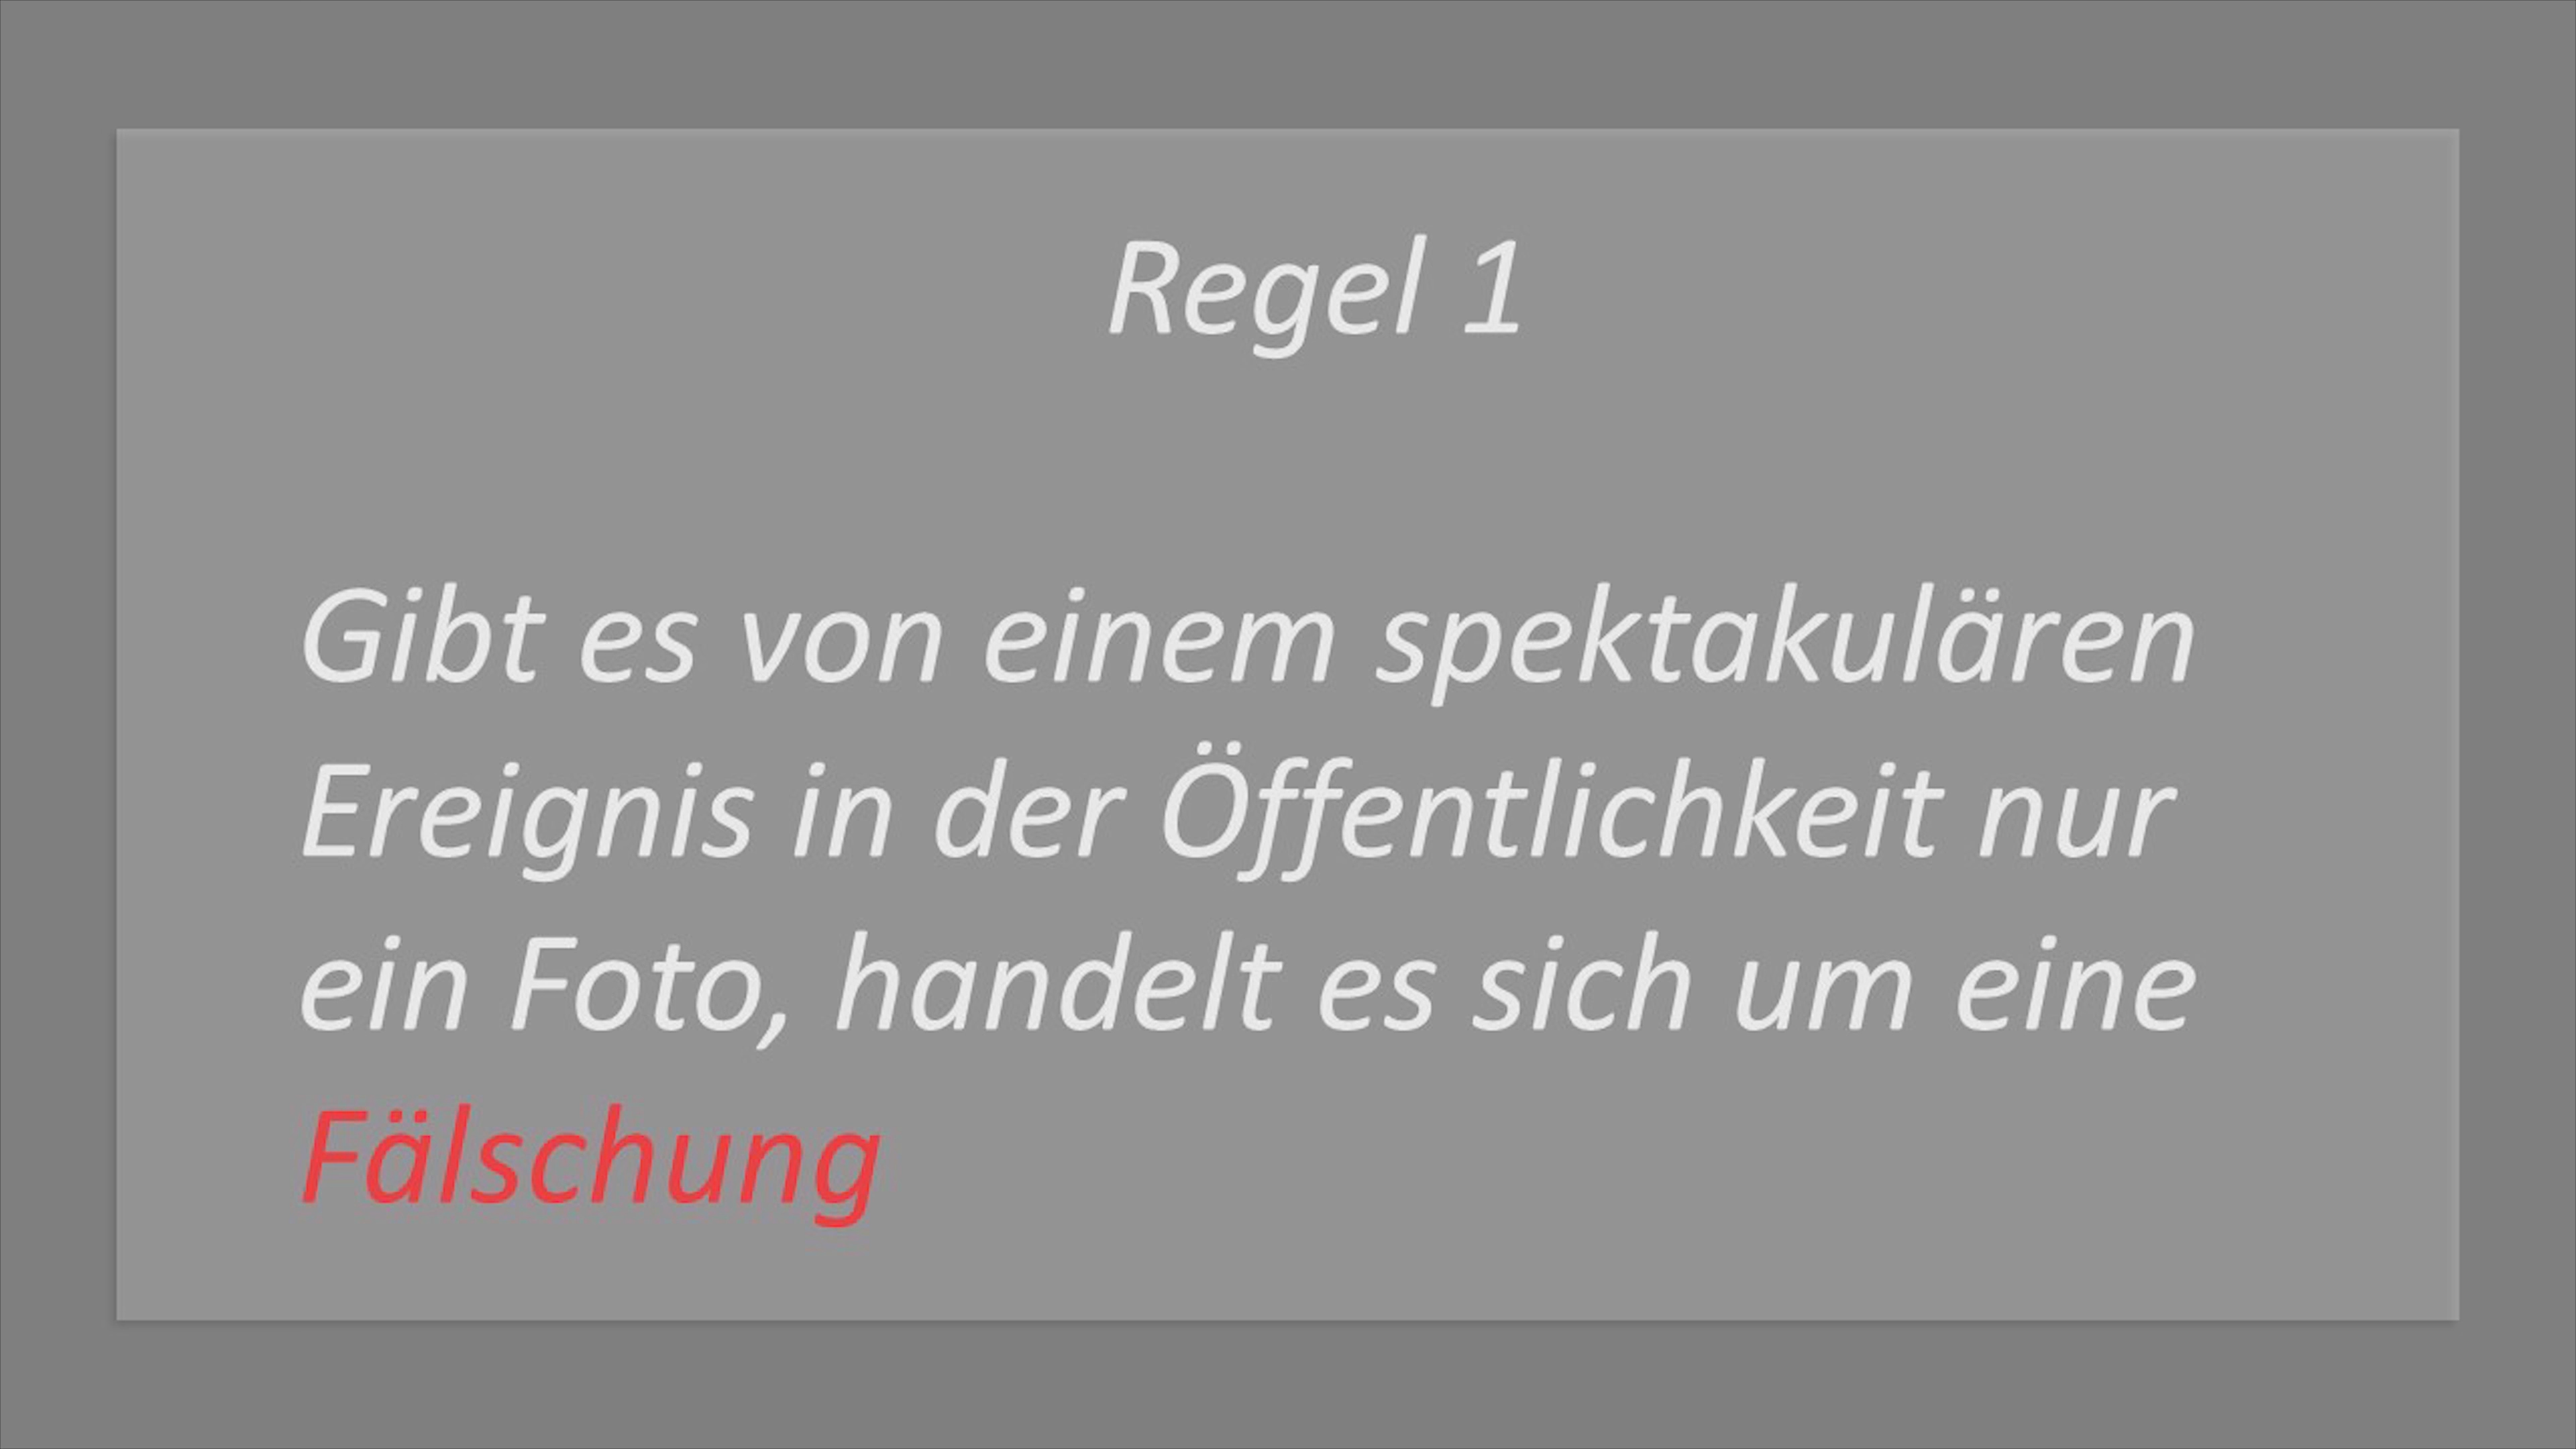 Regel 1
Gibt es von einem spektakulären
Ereignis in der Öffentlichkeit nur
ein Foto, handelt es sich um eine
Fälschung